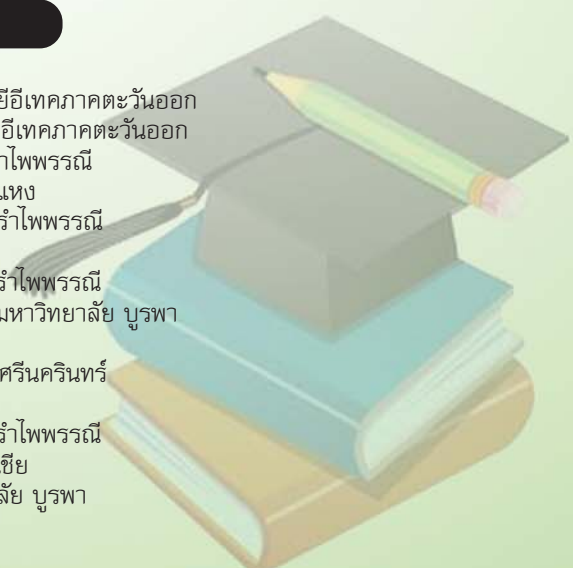 ยีอีเทคภาคตะวันออก
อีเทคภาคตะวันออก
ำไพพรรณี
แหง
รำไพพรรณี
รำไพพรรณี
มหาวิทยาลัย บูรพา
ศรีนครินทร์
รำไพพรรณี
เชีย
ลัย บูรพา